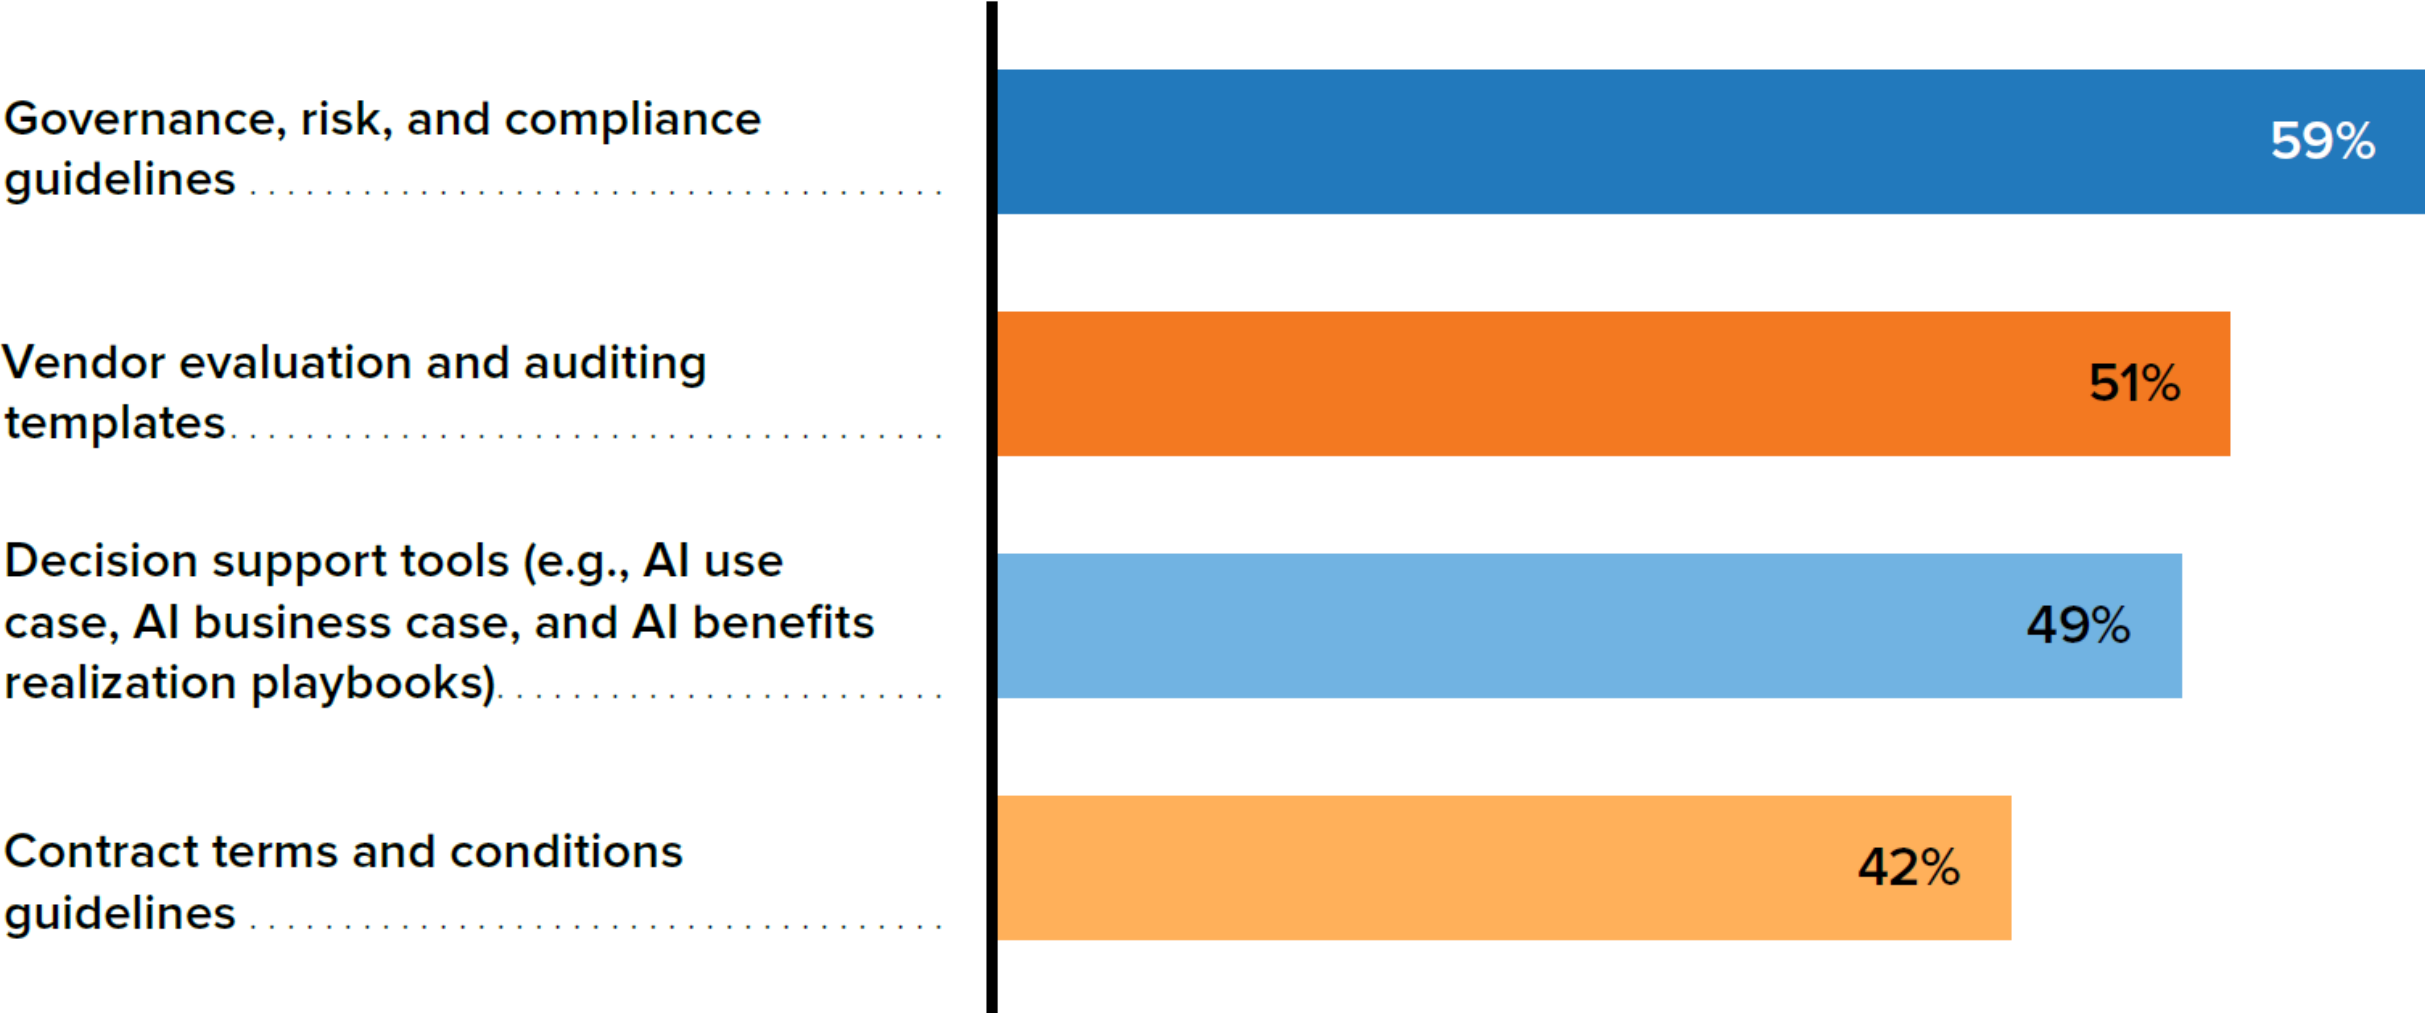 Governance, risk, and compliance
guidelines
59%
Vendor evaluation and auditing
templates
51%
Decision support tools (e.g., AI use
case, AI business case, and AI benefits
realization playbooks)
49%
Contract terms and conditions
guidelines
42%